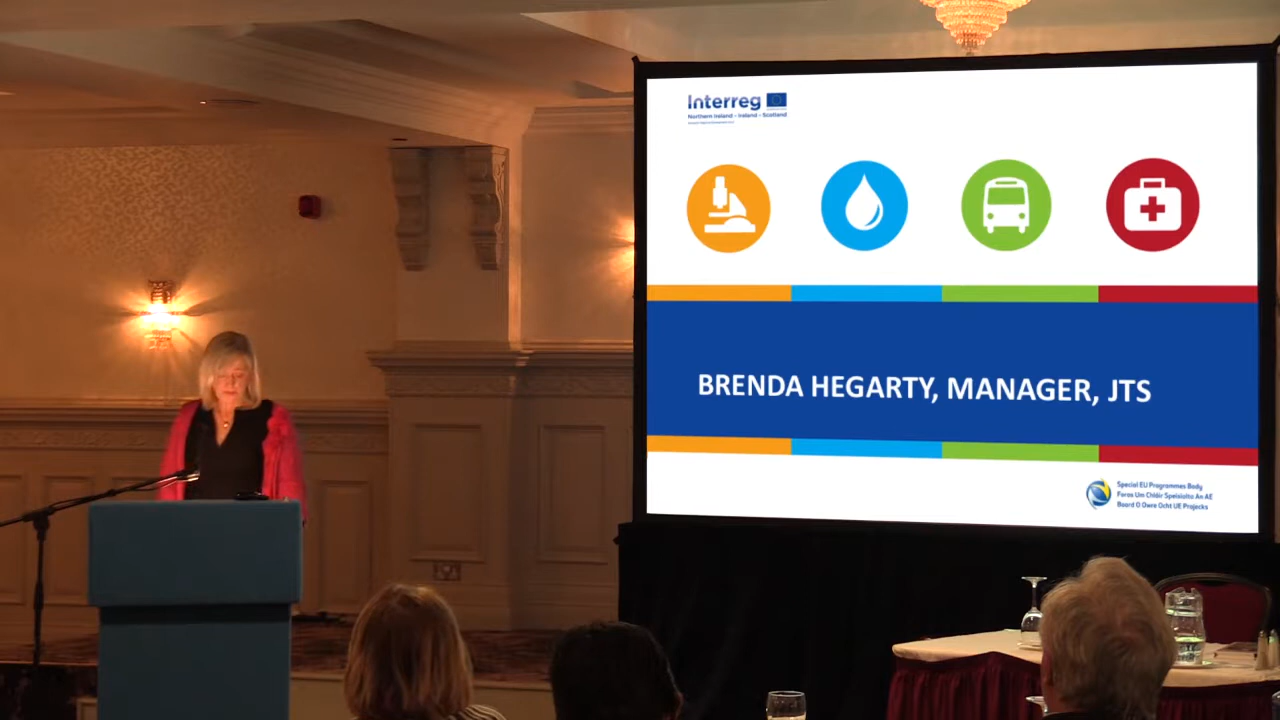 Interreg
Northern Ireland - Ireland - Scotland
BRENDA HEGARTY, MANAGER, JTS
Special EU Programmes Body
Foras Um Chláir Speisialta An AE
Boord O Owre Ocht UE Projecks